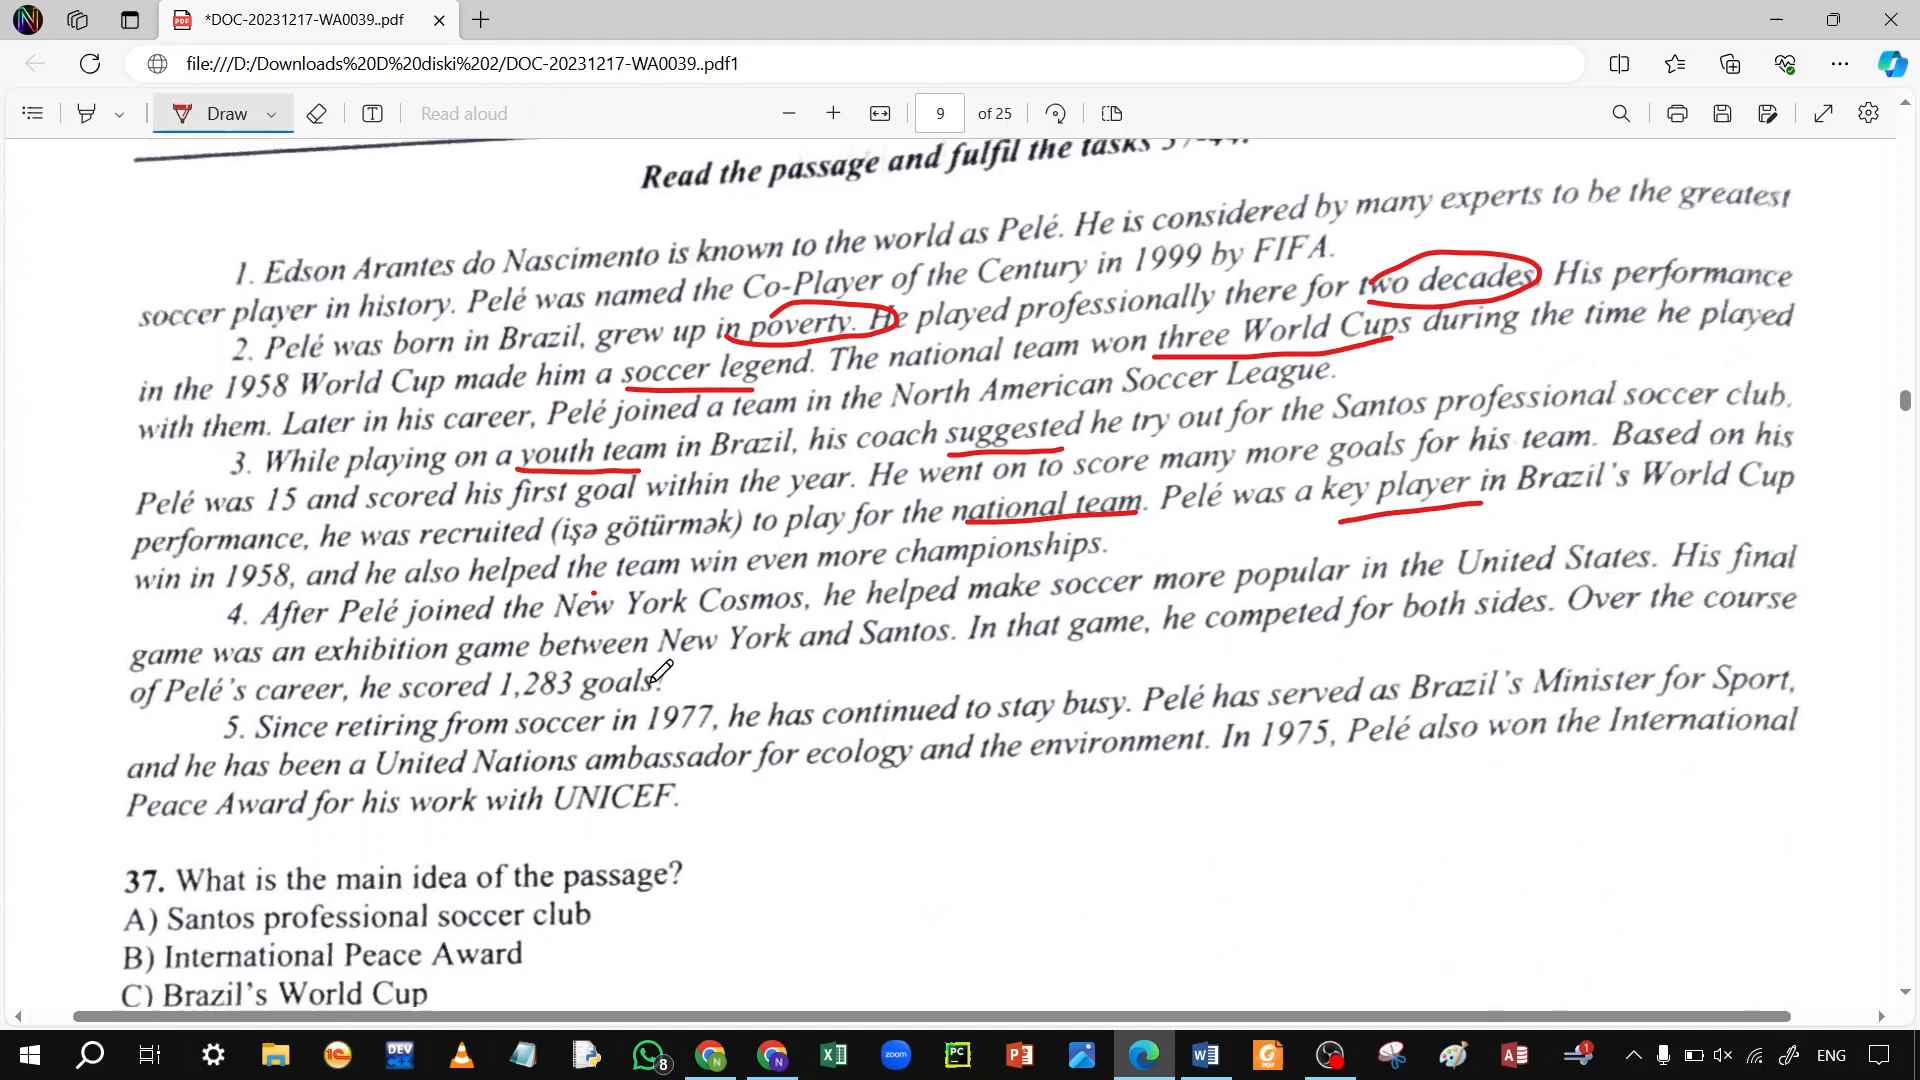 *DOC-20231217-WA0039..pdf
file:///D:/Downloads%20D%20diski%202/DOC-20231217-WA0039..pdf1
Draw
Read aloud
9 of 25
Read the passage and fulfil the tasks 37-44.
1. Edson Arantes do Nascimento is known to the world as Pelé. He is considered by many experts to be the greatest
soccer player in history. Pelé was named the Co-Player of the Century in 1999 by FIFA.
2. Pelé was born in Brazil, grew up in poverty. He played professionally there for two decades. His performance
in the 1958 World Cup made him a soccer legend. The national team won three World Cups during the time he played
with them. Later in his career, Pelé joined a team in the North American Soccer League.
3. While playing on a youth team in Brazil, his coach suggested he try out for the Santos professional soccer club.
Pelé was 15 and scored his first goal within the year. He went on to score many more goals for his team. Based on his
performance, he was recruited (işə götürmək) to play for the national team. Pelé was a key player in Brazil's World Cup
win in 1958, and he also helped the team win even more championships.
4. After Pelé joined the New York Cosmos, he helped make soccer more popular in the United States. His final
game was an exhibition game between New York and Santos. In that game, he competed for both sides. Over the course
of Pelé's career, he scored 1,283 goals.
5. Since retiring from soccer in 1977, he has continued to stay busy. Pelé has served as Brazil's Minister for Sport,
and he has been a United Nations ambassador for ecology and the environment. In 1975, Pelé also won the International
Peace Award for his work with UNICEF.
37. What is the main idea of the passage?
A) Santos professional soccer club
B) International Peace Award
C) Brazil's World Cup
ENG